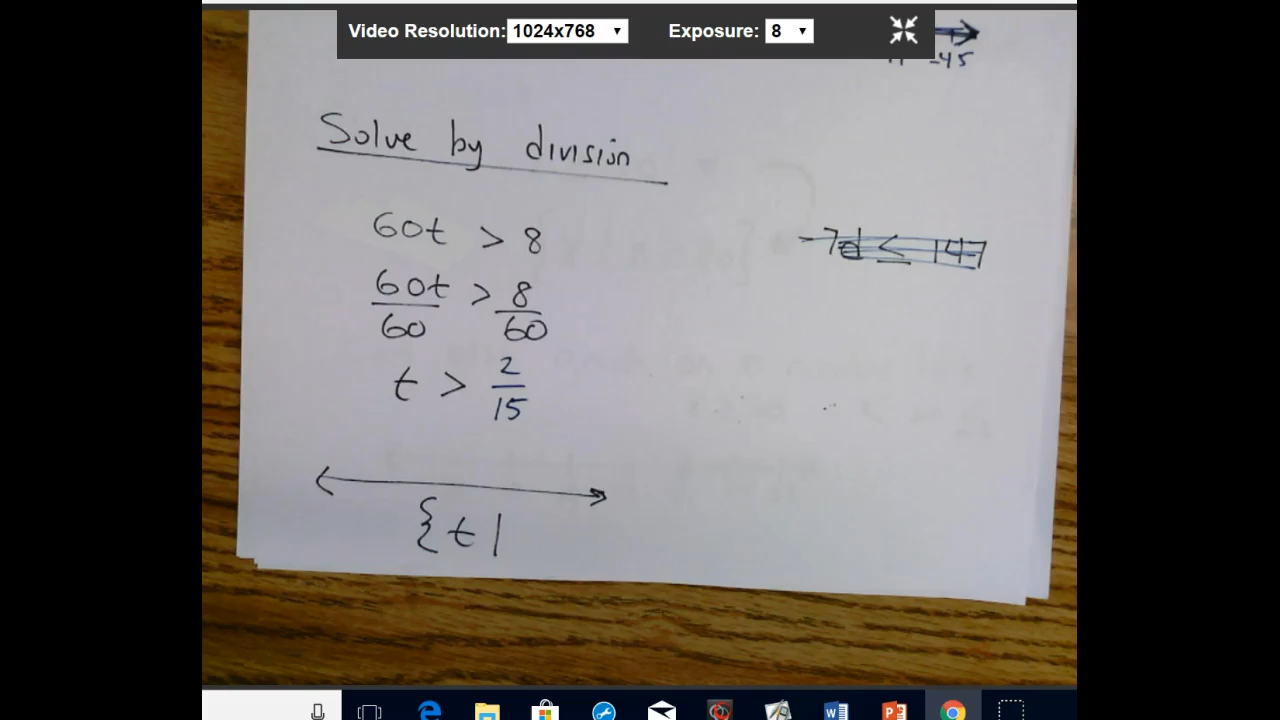 Video Resolution: 1024x768 Exposure: 8
-45
Solve by division
60t > 8
-7d ≤ 147
60t/60 > 8/60
t > 2/15
{t|